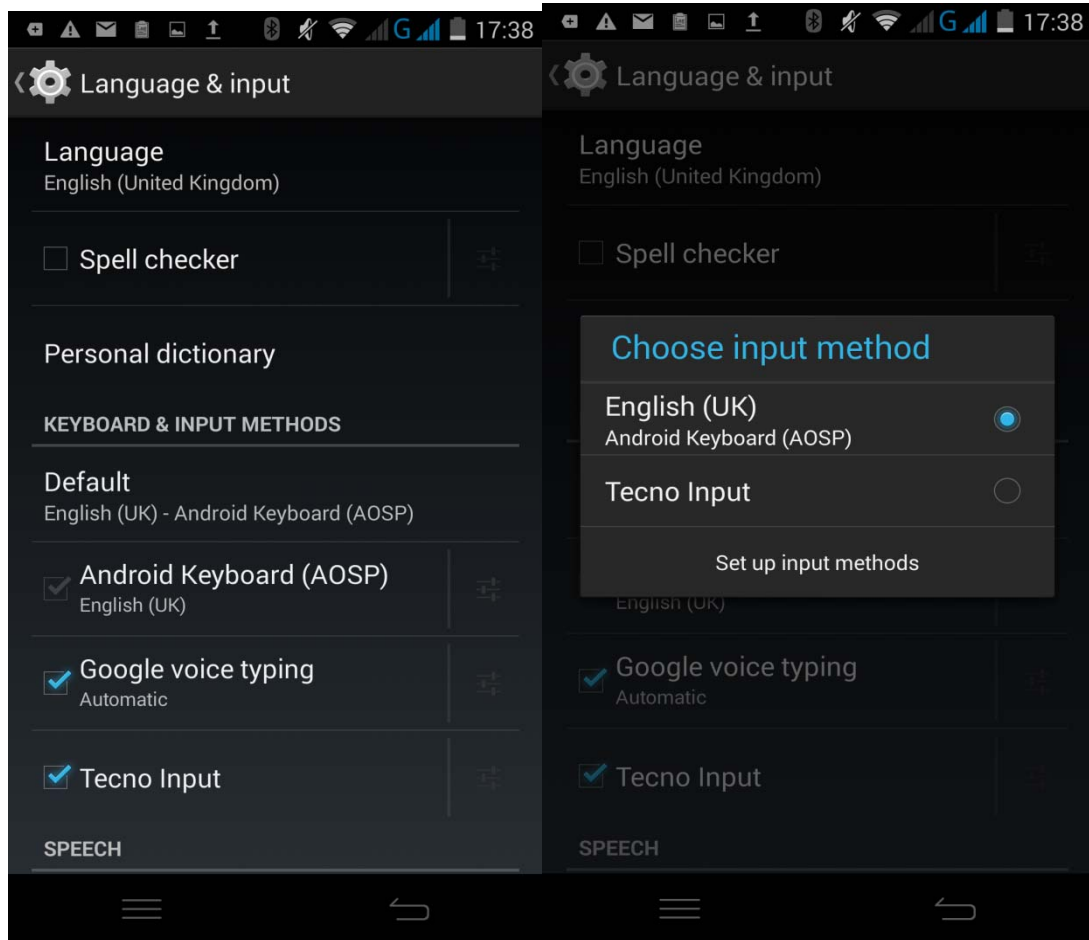 G 17:38
Language & input
Language
English (United Kingdom)
Spell checker
Personal dictionary
KEYBOARD & INPUT METHODS
Default
English (UK) - Android Keyboard (AOSP)
Android Keyboard (AOSP)
English (UK)
Google voice typing
Automatic
Tecno Input
SPEECH
G 17:38
Language & input
Language
English (United Kingdom)
Spell checker
Choose input method
English (UK)
Android Keyboard (AOSP)
Tecno Input
Set up input methods
English (UK)
Google voice typing
Automatic
Tecno Input
SPEECH